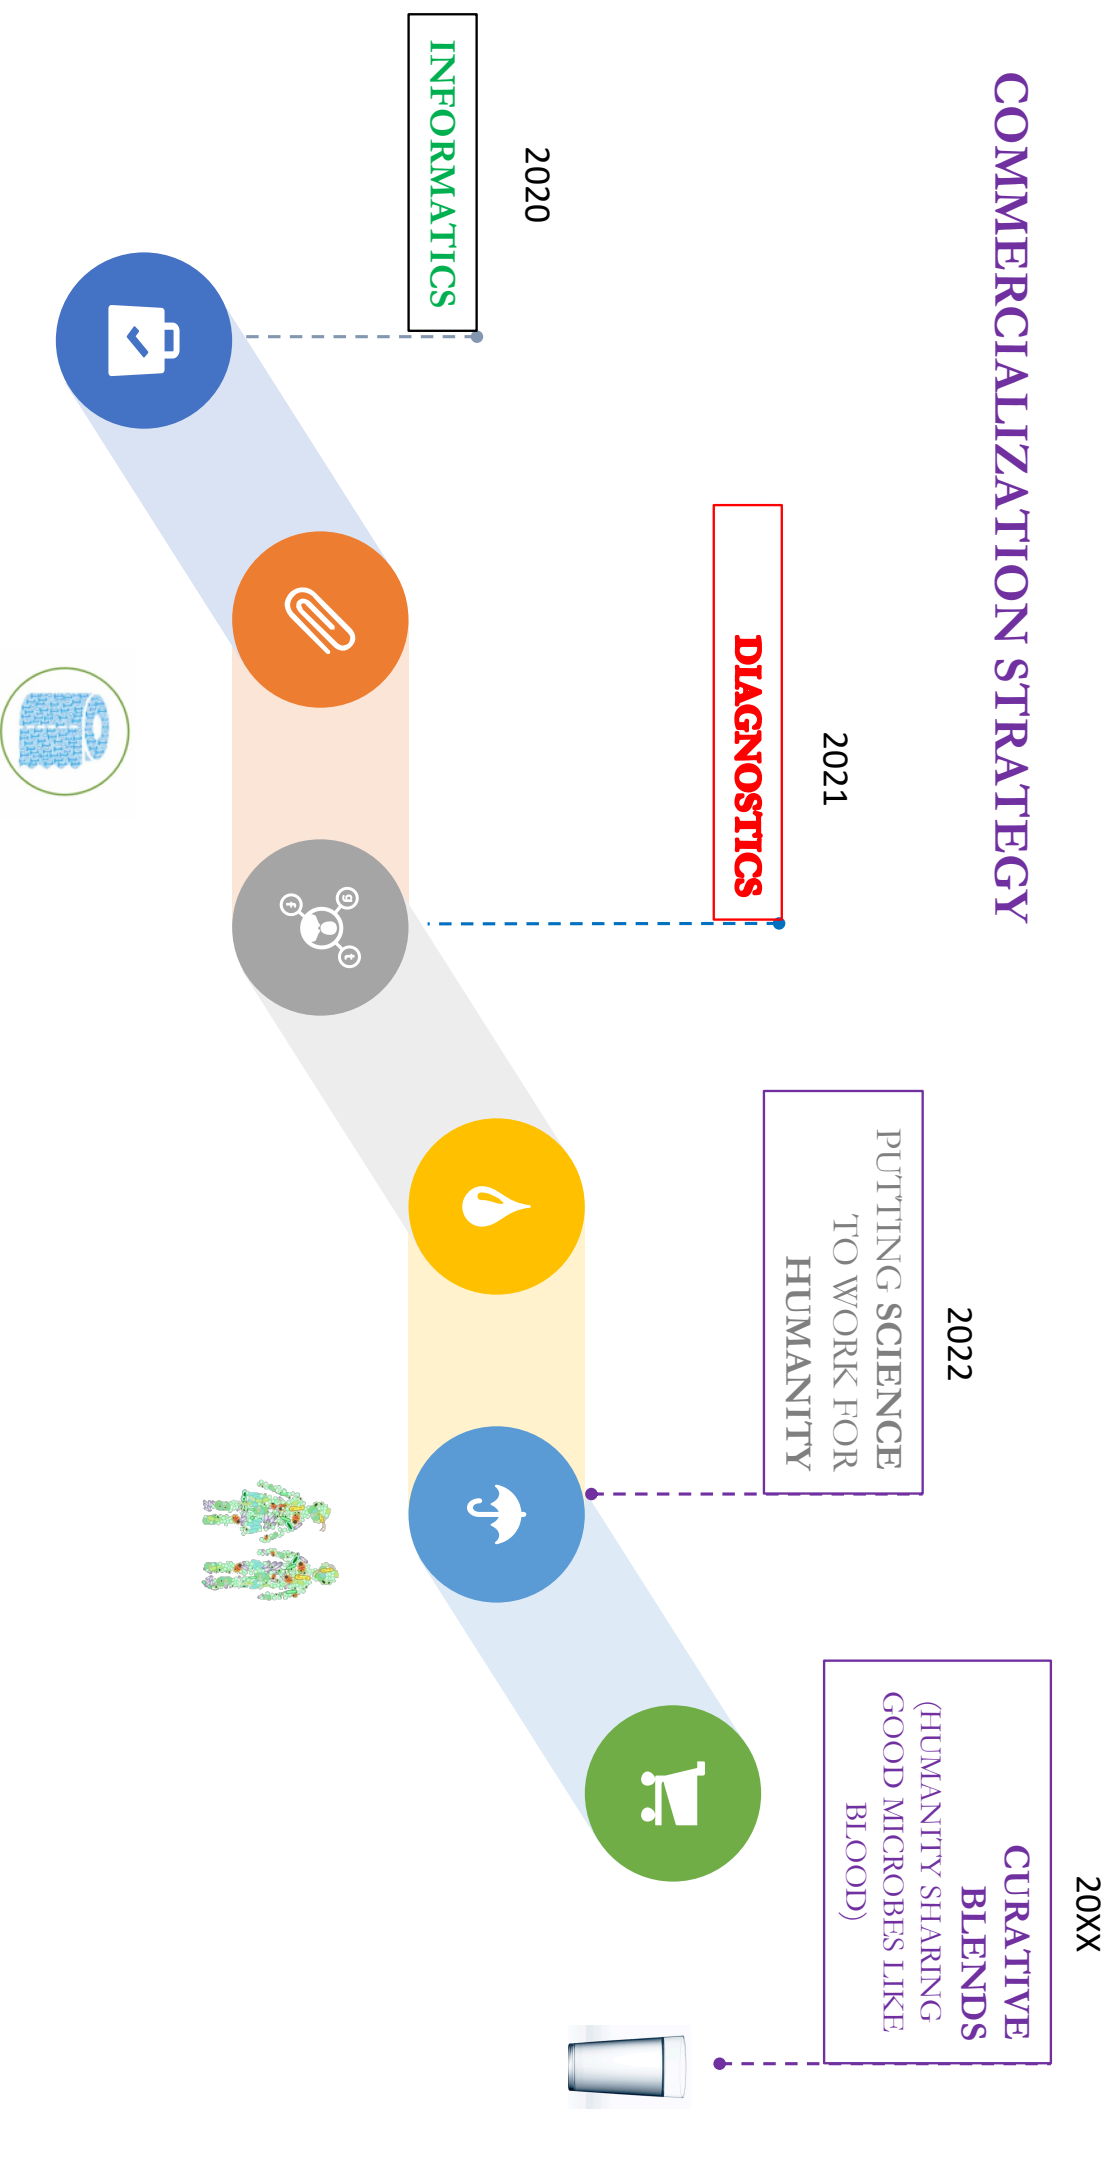 COMMERCIALIZATION STRATEGY
2020
INFORMATICS
2021
DIAGNOSTICS
2022
PUTTING SCIENCE
TO WORK FOR
HUMANITY
20XX
CURATIVE
BLENDS
(HUMANITY SHARING
GOOD MICROBES LIKE
BLOOD)
f
g
t